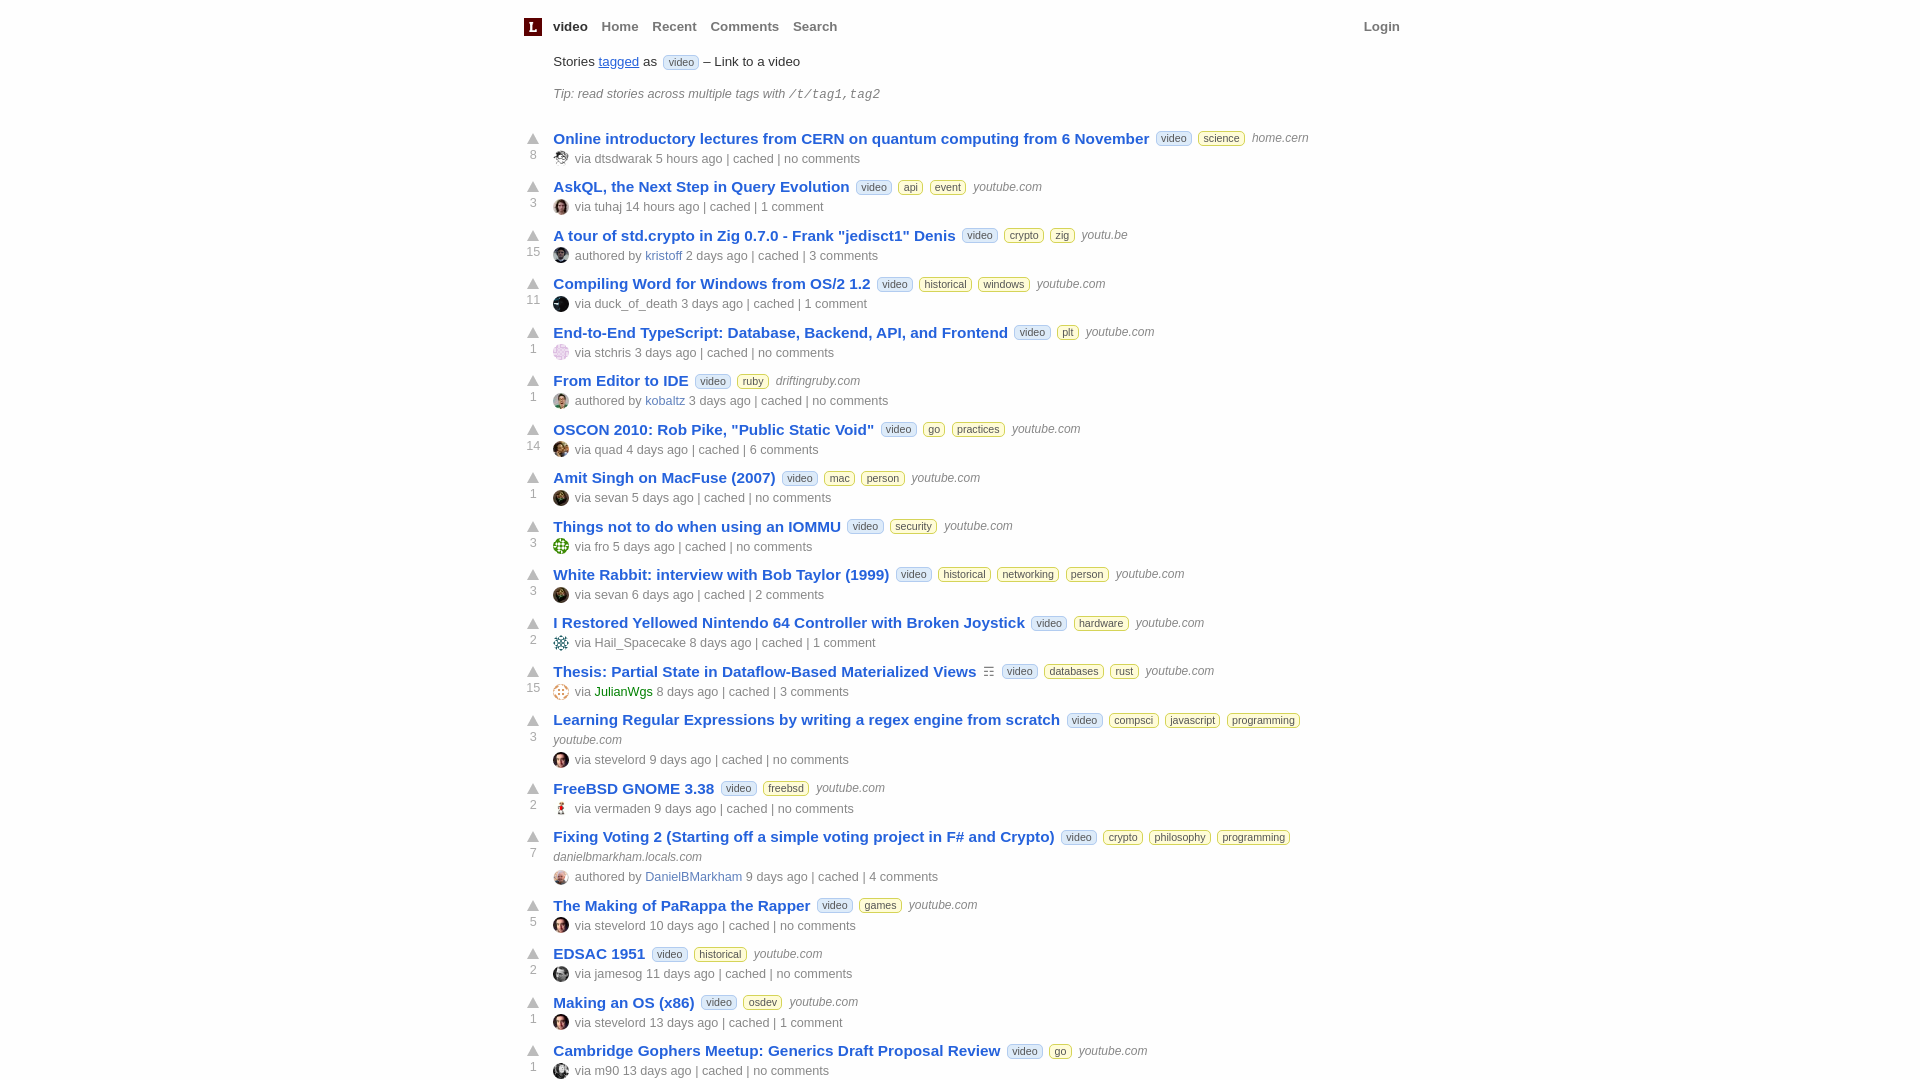 L video Home Recent Comments Search Login
Stories tagged as video – Link to a video
Tip: read stories across multiple tags with /t/tag1,tag2
Online introductory lectures from CERN on quantum computing from 6 November video science home.cern
8 via dtsdwarak 5 hours ago | cached | no comments
AskQL, the Next Step in Query Evolution video api event youtube.com
3 via tuhaj 14 hours ago | cached | 1 comment
A tour of std.crypto in Zig 0.7.0 - Frank "jedisct1" Denis video crypto zig youtu.be
15 authored by kristoff 2 days ago | cached | 3 comments
Compiling Word for Windows from OS/2 1.2 video historical windows youtube.com
11 via duck_of_death 3 days ago | cached | 1 comment
End-to-End TypeScript: Database, Backend, API, and Frontend video plt youtube.com
1 via stchris 3 days ago | cached | no comments
From Editor to IDE video ruby driftingruby.com
1 authored by kobaltz 3 days ago | cached | no comments
OSCON 2010: Rob Pike, "Public Static Void" video go practices youtube.com
14 via quad 4 days ago | cached | 6 comments
Amit Singh on MacFuse (2007) video mac person youtube.com
1 via sevan 5 days ago | cached | no comments
Things not to do when using an IOMMU video security youtube.com
3 via fro 5 days ago | cached | no comments
White Rabbit: interview with Bob Taylor (1999) video historical networking person youtube.com
3 via sevan 6 days ago | cached | 2 comments
I Restored Yellowed Nintendo 64 Controller with Broken Joystick video hardware youtube.com
2 via Hail_Spacecake 8 days ago | cached | 1 comment
Thesis: Partial State in Dataflow-Based Materialized Views ☶ video databases rust youtube.com
15 via JulianWgs 8 days ago | cached | 3 comments
Learning Regular Expressions by writing a regex engine from scratch video compsci javascript programming
3 youtube.com
via stevelord 9 days ago | cached | no comments
FreeBSD GNOME 3.38 video freebsd youtube.com
2 via vermaden 9 days ago | cached | no comments
Fixing Voting 2 (Starting off a simple voting project in F# and Crypto) video crypto philosophy programming
7 danielbmarkham.locals.com
authored by DanielBMarkham 9 days ago | cached | 4 comments
The Making of PaRappa the Rapper video games youtube.com
5 via stevelord 10 days ago | cached | no comments
EDSAC 1951 video historical youtube.com
2 via jamesog 11 days ago | cached | no comments
Making an OS (x86) video osdev youtube.com
1 via stevelord 13 days ago | cached | 1 comment
Cambridge Gophers Meetup: Generics Draft Proposal Review video go youtube.com
1 via m90 13 days ago | cached | no comments